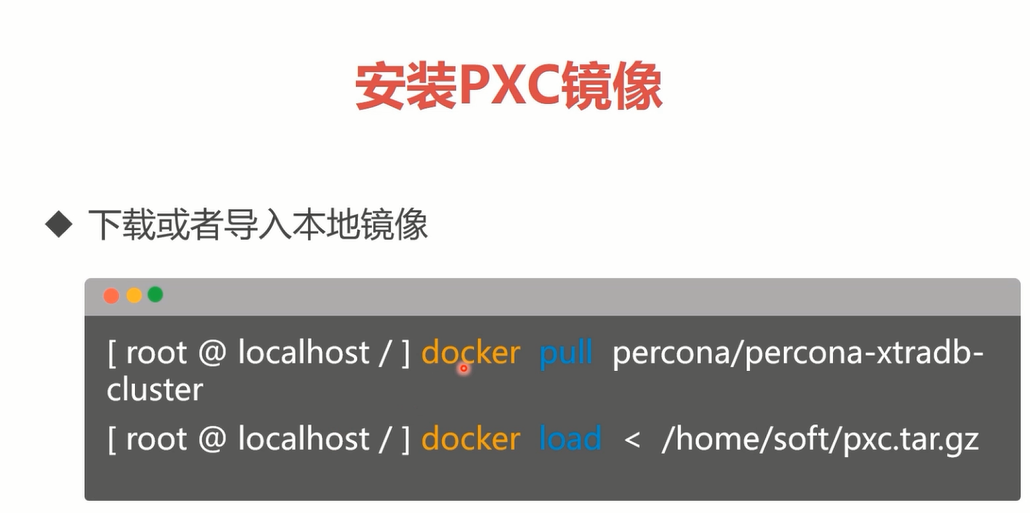 安装PXC镜像
◆ 下载或者导入本地镜像
[ root @ localhost / ] docker pull percona/percona-xtradb-
cluster
[ root @ localhost / ] docker load < /home/soft/pxc.tar.gz